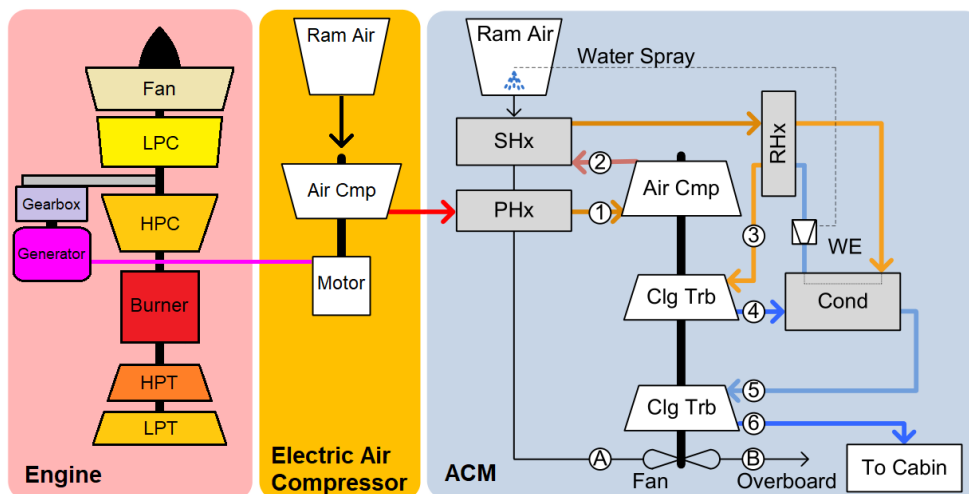 Fan
LPC
Gearbox
HPC
Generator
Burner
HPT
LPT
Engine
Ram Air
Air Cmp
Motor
Electric Air
Compressor
Ram Air
Water Spray
SHx
RHx
2
Air Cmp
PHx
1
3
WE
Clg Trb
4
Cond
5
Clg Trb
6
A
B
Fan
Overboard
To Cabin
ACM